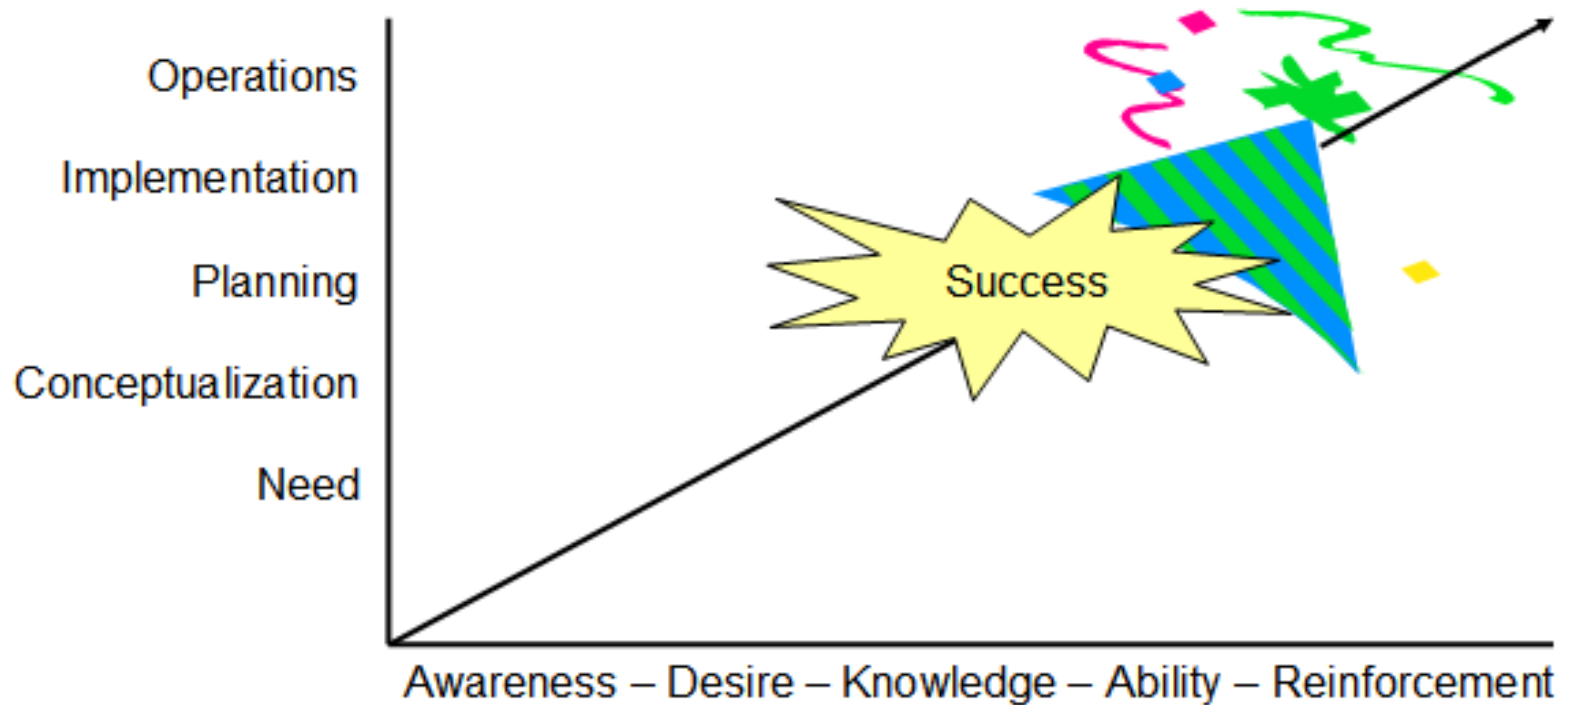 Operations
Implementation
Planning
Success
Conceptualization
Need
Awareness – Desire – Knowledge – Ability – Reinforcement